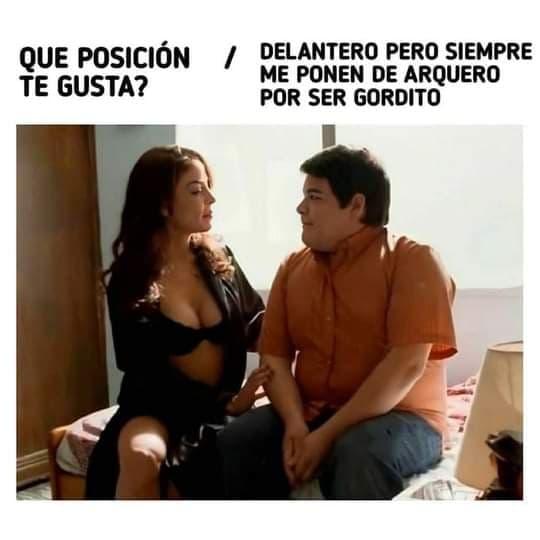 QUE POSICIÓN
TE GUSTA?
/
DELANTERO PERO SIEMPRE
ME PONEN DE ARQUERO
POR SER GORDITO